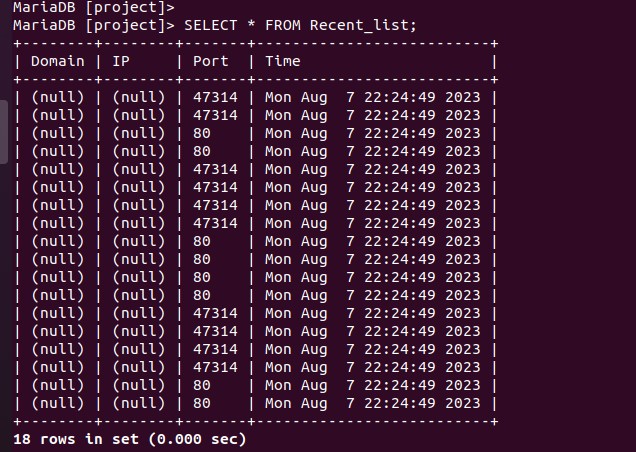 MariaDB [project]>
MariaDB [project]> SELECT * FROM Recent_list;
+--------+--------+-------+--------------------------+
| Domain | IP     | Port  | Time                     |
+--------+--------+-------+--------------------------+
| (null) | (null) | 47314 | Mon Aug  7 22:24:49 2023 |
| (null) | (null) | 47314 | Mon Aug  7 22:24:49 2023 |
| (null) | (null) | 80    | Mon Aug  7 22:24:49 2023 |
| (null) | (null) | 80    | Mon Aug  7 22:24:49 2023 |
| (null) | (null) | 47314 | Mon Aug  7 22:24:49 2023 |
| (null) | (null) | 47314 | Mon Aug  7 22:24:49 2023 |
| (null) | (null) | 47314 | Mon Aug  7 22:24:49 2023 |
| (null) | (null) | 47314 | Mon Aug  7 22:24:49 2023 |
| (null) | (null) | 80    | Mon Aug  7 22:24:49 2023 |
| (null) | (null) | 80    | Mon Aug  7 22:24:49 2023 |
| (null) | (null) | 80    | Mon Aug  7 22:24:49 2023 |
| (null) | (null) | 80    | Mon Aug  7 22:24:49 2023 |
| (null) | (null) | 47314 | Mon Aug  7 22:24:49 2023 |
| (null) | (null) | 47314 | Mon Aug  7 22:24:49 2023 |
| (null) | (null) | 47314 | Mon Aug  7 22:24:49 2023 |
| (null) | (null) | 47314 | Mon Aug  7 22:24:49 2023 |
| (null) | (null) | 80    | Mon Aug  7 22:24:49 2023 |
| (null) | (null) | 80    | Mon Aug  7 22:24:49 2023 |
+--------+--------+-------+--------------------------+
18 rows in set (0.000 sec)